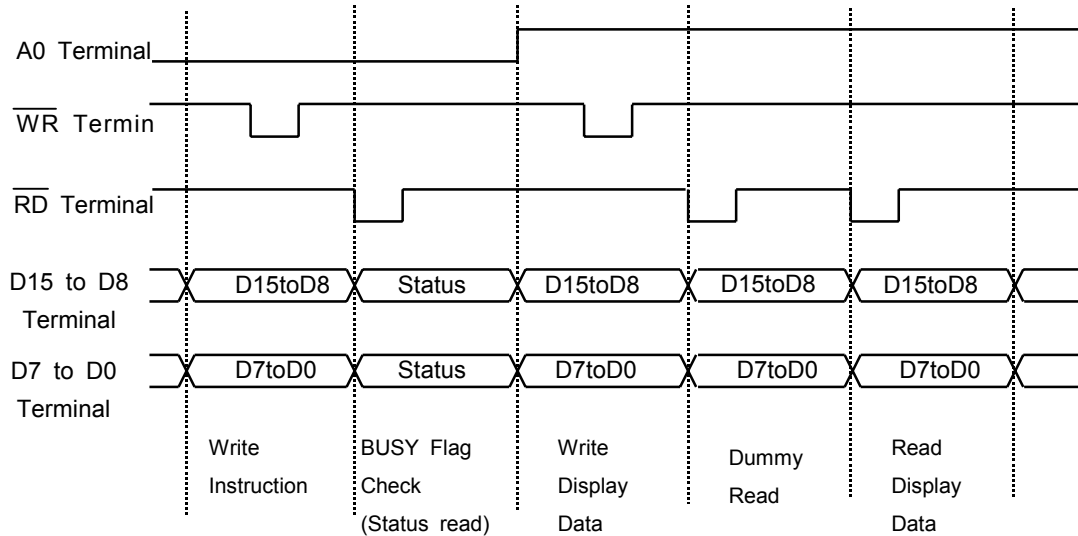 A0 Terminal
WR Termin
RD Terminal
D15 to D8
Terminal
D15toD8
Status
D15toD8
D15toD8
D15toD8
D7 to D0
Terminal
D7toD0
Status
D7toD0
D7toD0
D7toD0
Write
Instruction
BUSY Flag
Check
(Status read)
Write
Display
Data
Dummy
Read
Read
Display
Data